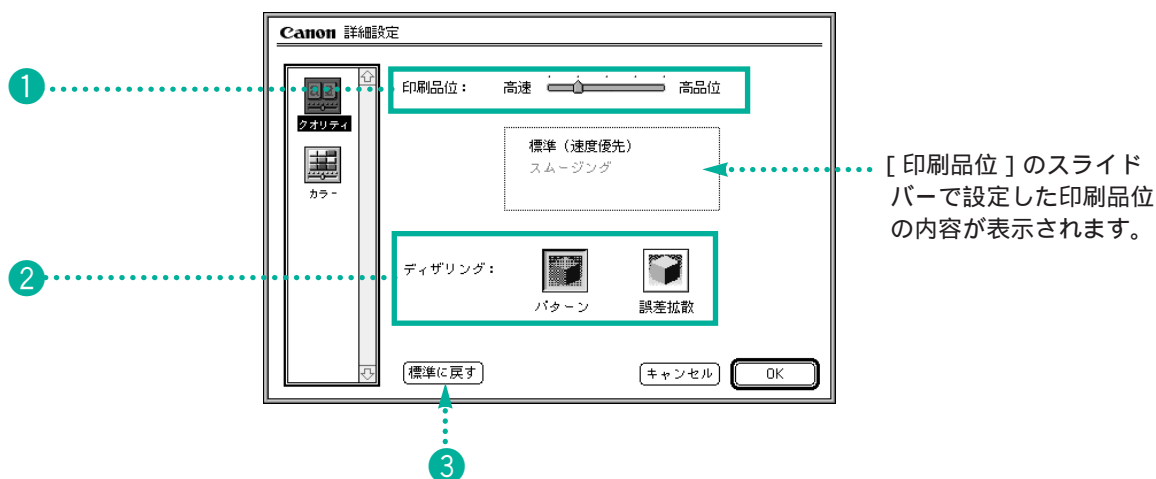 Canon 詳細設定
1
クオリティ
カラー
印刷品位： 高速 高品位
標準（速度優先）
スムージング
[ 印刷品位 ] のスライド
バーで設定した印刷品位
の内容が表示されます。
2
ディザリング：
パターン 誤差拡散
標準に戻す キャンセル OK
3